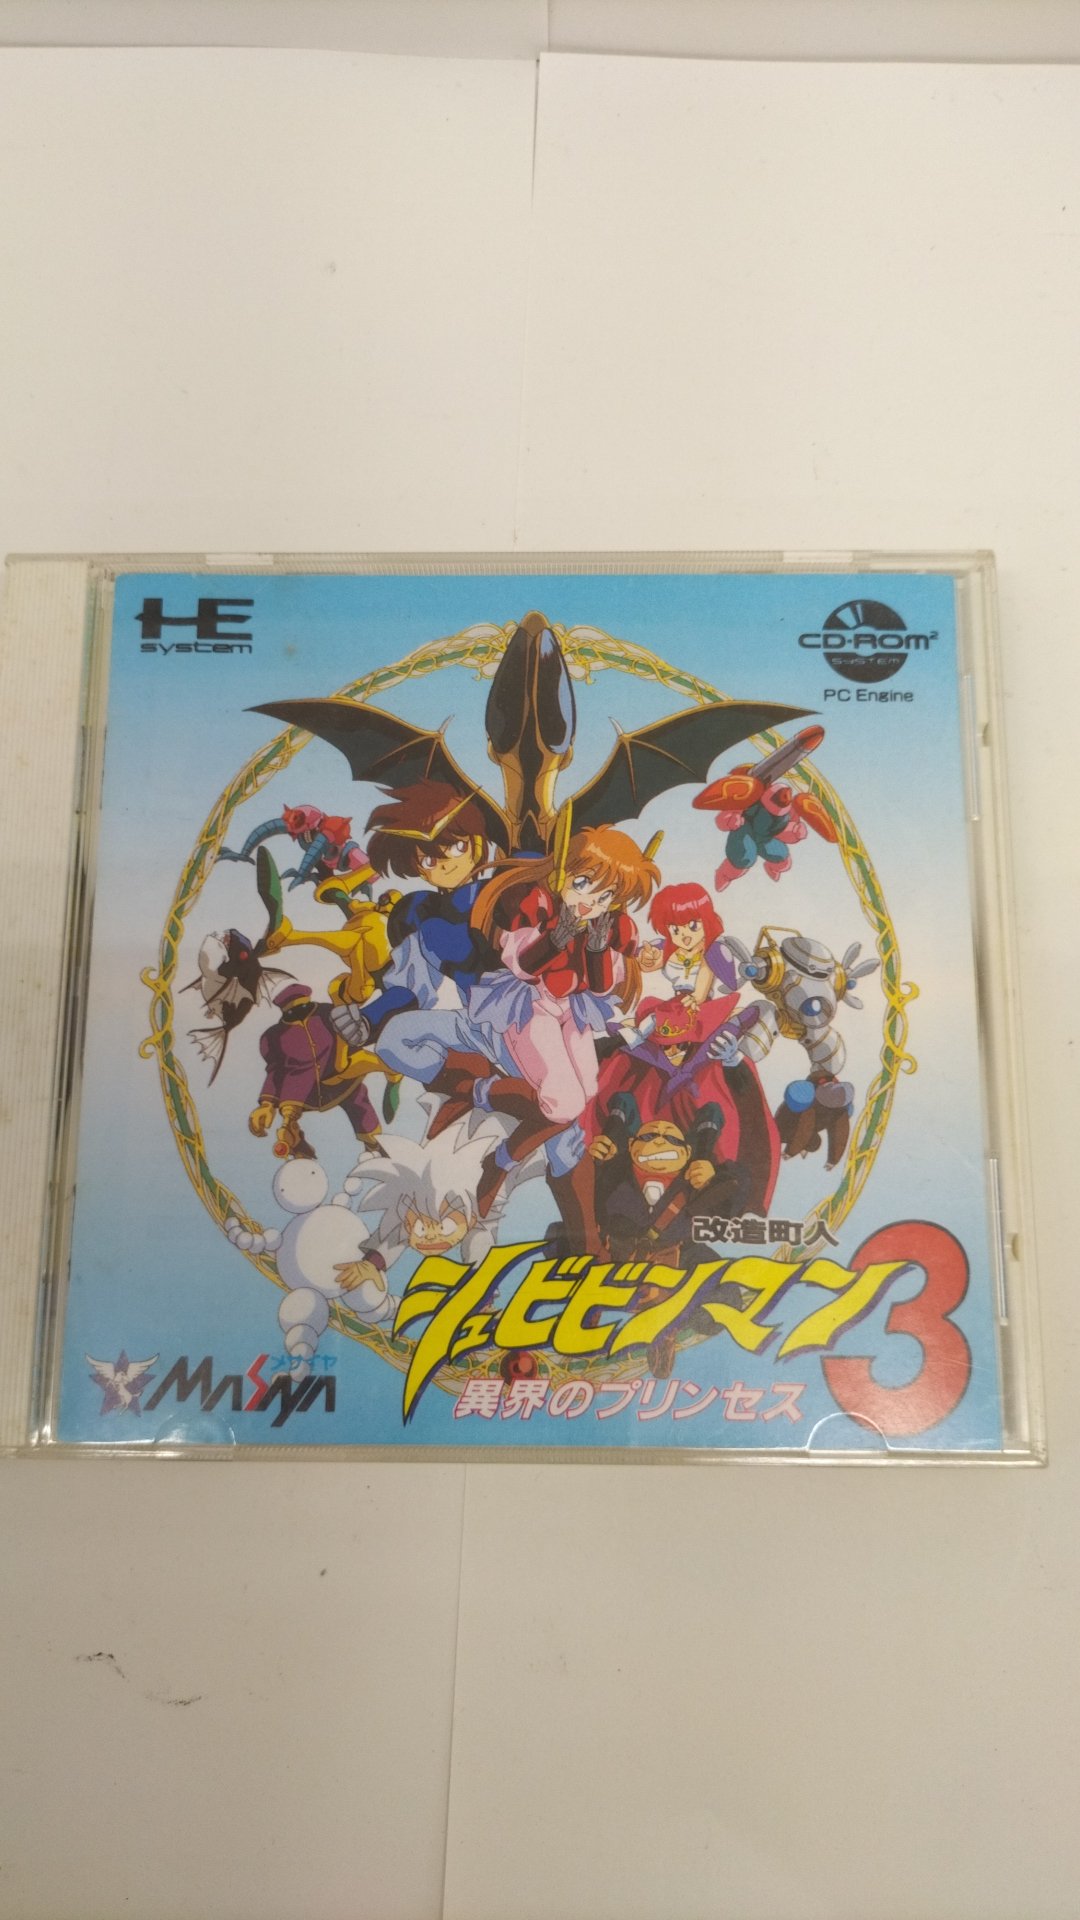 HE
system
CD-ROM²
SYSTEM
PC Engine
改造町人
シュビビンマン3
異界のプリンセス
メサイヤ
MASAYA